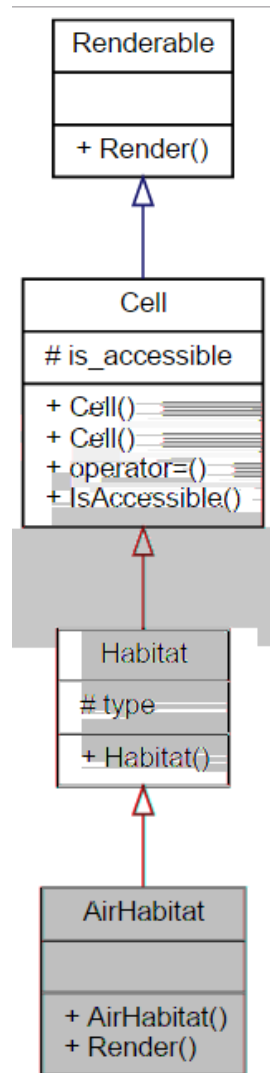 Renderable
+ Render()
Cell
# is_accessible
+ Cell()
+ Cell()
+ operator=()
+ IsAccessible()
Habitat
# type
+ Habitat()
AirHabitat
+ AirHabitat()
+ Render()